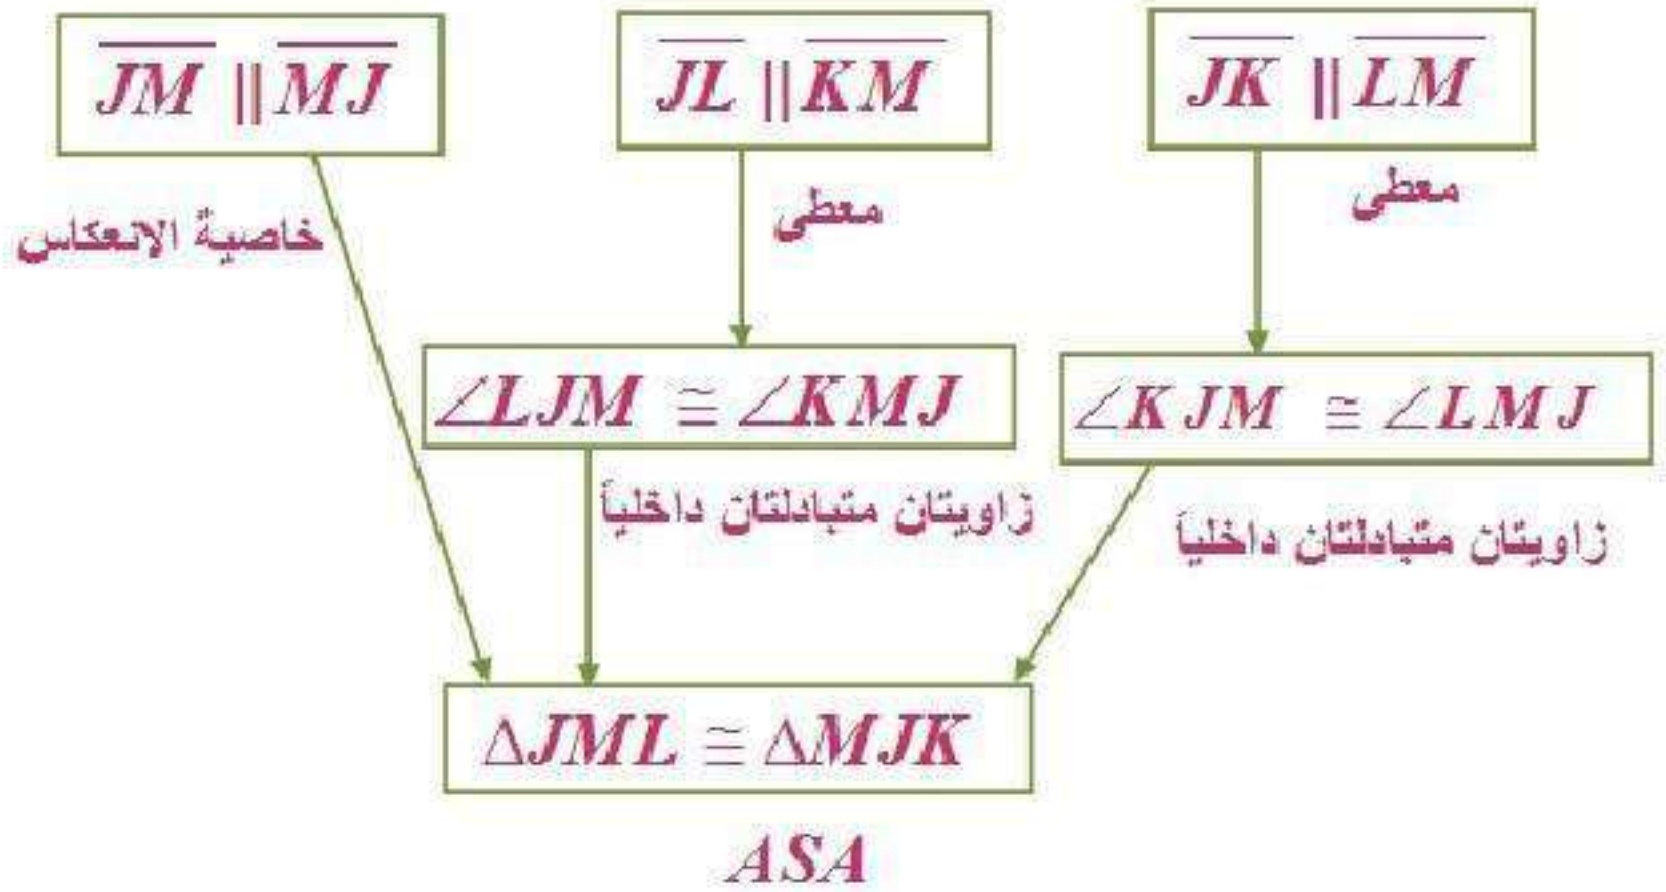 JM || MJ
JL || KM
JK || LM
خاصية الانعكاس
معطى
معطى
∠LJM ≅ ∠KMJ
∠KJM ≅ ∠LMJ
زاويتان متبادلتان داخلياً
زاويتان متبادلتان داخلياً
ΔJML ≅ ΔMJK
ASA